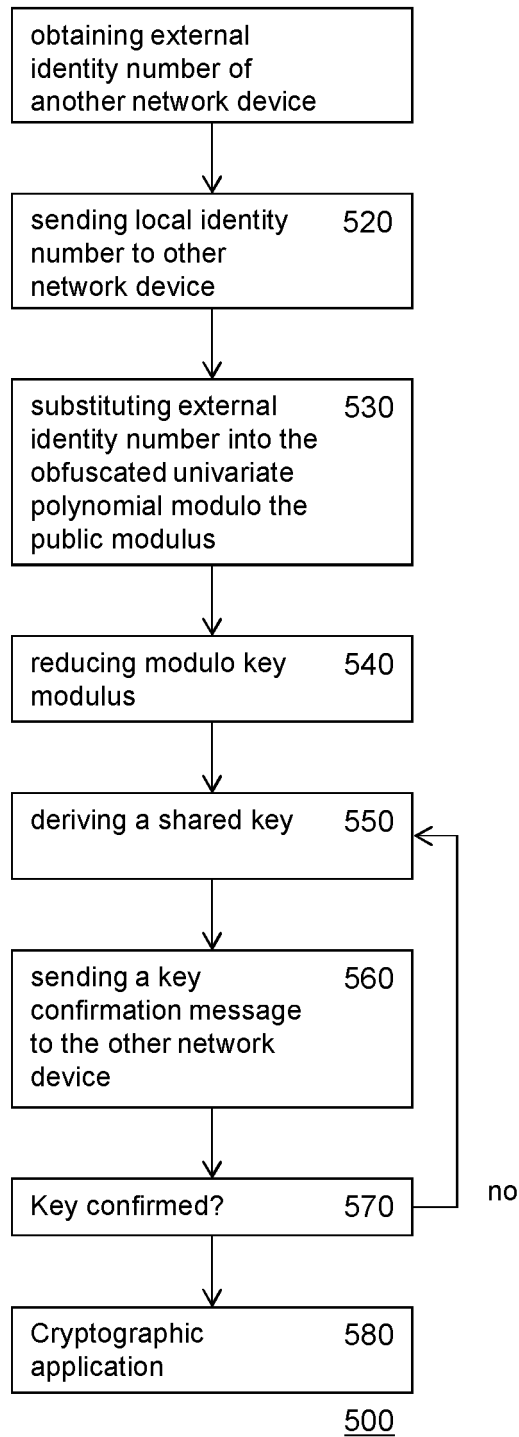 obtaining external
identity number of
another network device
sending local identity 520
number to other
network device
substituting external 530
identity number into the
obfuscated univariate
polynomial modulo the
public modulus
reducing modulo key 540
modulus
deriving a shared key 550
sending a key 560
confirmation message
to the other network
device
Key confirmed? 570
no
Cryptographic 580
application
500